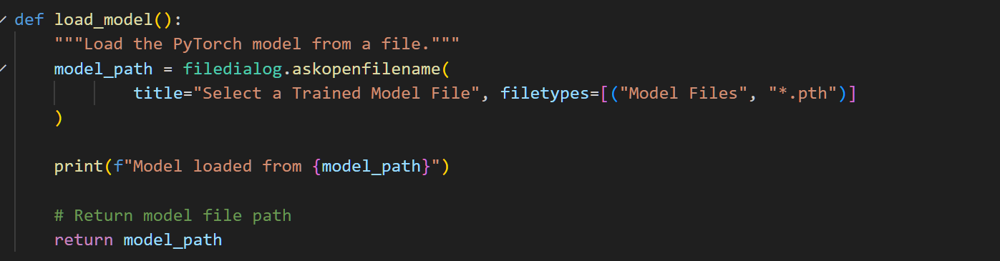 def load_model():
    """Load the PyTorch model from a file."""
    model_path = filedialog.askopenfilename(
        title="Select a Trained Model File", filetypes=[("Model Files", "*.pth")]
    )
    print(f"Model loaded from {model_path}")
    # Return model file path
    return model_path